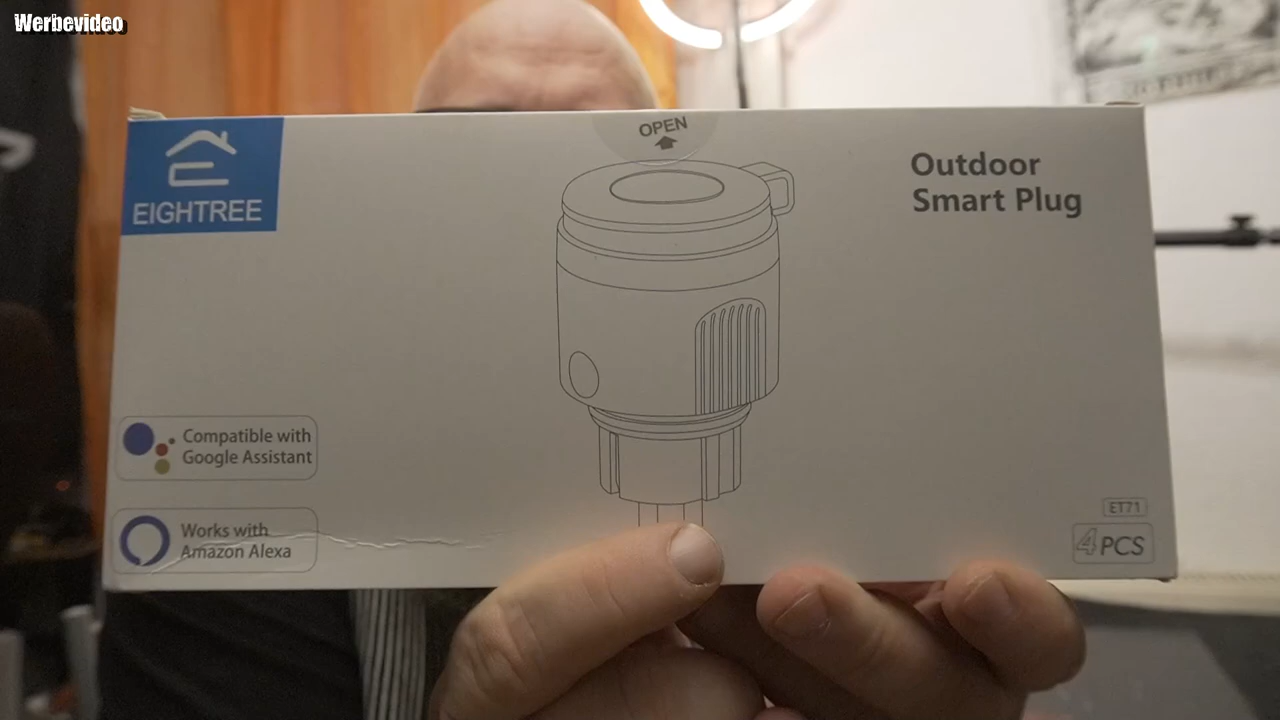 Werbevideo
OPEN
EIGHTREE
Outdoor
Smart Plug
Compatible with
Google Assistant
Works with
Amazon Alexa
ET71
4PCS